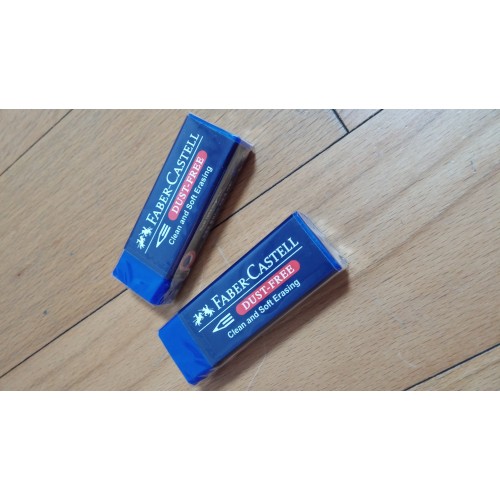 FABER-CASTELL
DUST-FREE
Clean and Soft Erasing
FABER-CASTELL
DUST-FREE
Clean and Soft Erasing